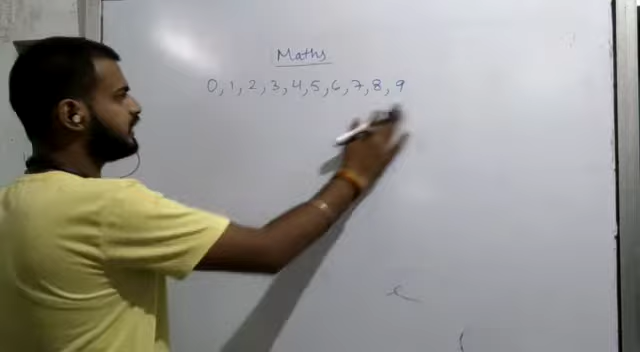 Maths
0, 1, 2, 3, 4, 5, 6, 7, 8, 9